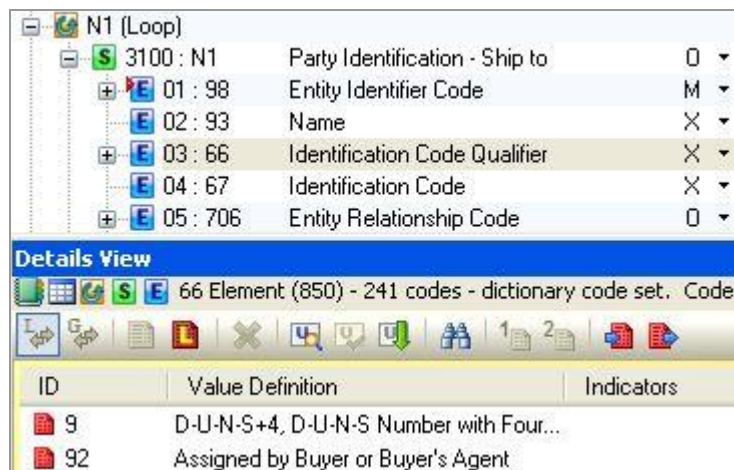 N1 (Loop)
S 3100 : N1 Party Identification - Ship to O
E 01 : 98 Entity Identifier Code M
E 02 : 93 Name X
E 03 : 66 Identification Code Qualifier X
E 04 : 67 Identification Code X
E 05 : 706 Entity Relationship Code O
Details View
S E 66 Element (850) - 241 codes - dictionary code set. Code
L G L U U U 1 2
ID Value Definition Indicators
9 D-U-N-S+4, D-U-N-S Number with Four...
92 Assigned by Buyer or Buyer's Agent